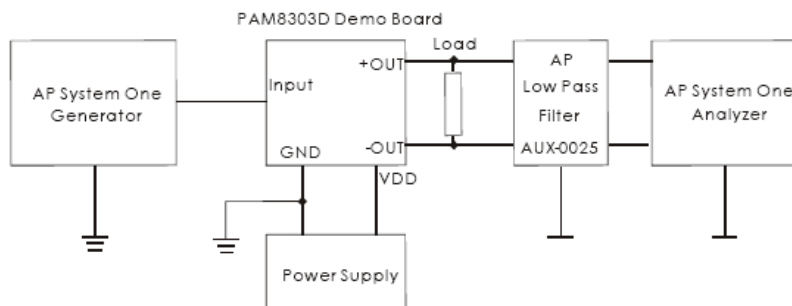 PAM8303D Demo Board
AP System One
Generator
Input
+OUT
-OUT
GND
VDD
Load
AP
Low Pass
Filter
AUX-0025
AP System One
Analyzer
Power Supply